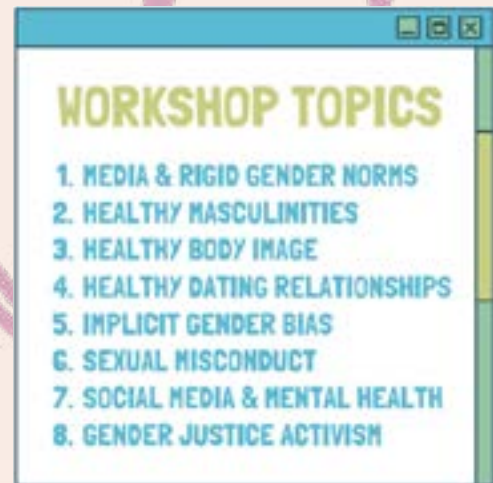 WORKSHOP TOPICS
1. MEDIA & RIGID GENDER NORMS
2. HEALTHY MASCULINITIES
3. HEALTHY BODY IMAGE
4. HEALTHY DATING RELATIONSHIPS
5. IMPLICIT GENDER BIAS
6. SEXUAL MISCONDUCT
7. SOCIAL MEDIA & MENTAL HEALTH
8. GENDER JUSTICE ACTIVISM